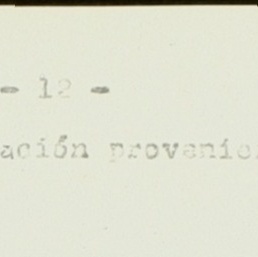 - 12 -
ación provenie